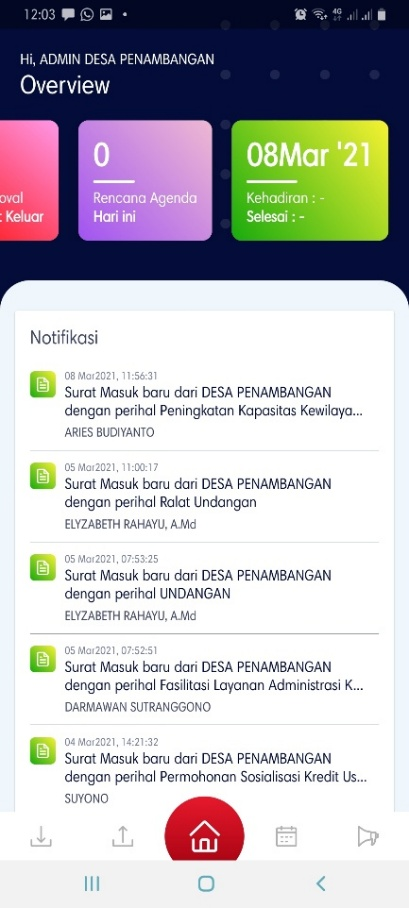 12:03
4G
Hi, ADMIN DESA PENAMBANGAN
Overview
oval
Keluar
0
Rencana Agenda
Hari ini
08Mar '21
Kehadiran : -
Selesai : -
Notifikasi
08 Mar2021, 11:56:31
Surat Masuk baru dari DESA PENAMBANGAN
dengan perihal Peningkatan Kapasitas Kewilaya...
ARIES BUDIYANTO
05 Mar2021, 11:00:17
Surat Masuk baru dari DESA PENAMBANGAN
dengan perihal Ralat Undangan
ELYZABETH RAHAYU, A.Md
05 Mar2021, 07:53:25
Surat Masuk baru dari DESA PENAMBANGAN
dengan perihal UNDANGAN
ELYZABETH RAHAYU, A.Md
05 Mar2021, 07:52:51
Surat Masuk baru dari DESA PENAMBANGAN
dengan perihal Fasilitasi Layanan Administrasi K...
DARMAWAN SUTRANGGONO
04 Mar2021, 14:21:32
Surat Masuk baru dari DESA PENAMBANGAN
dengan perihal Permohonan Sosialisasi Kredit Us...
SUYONO